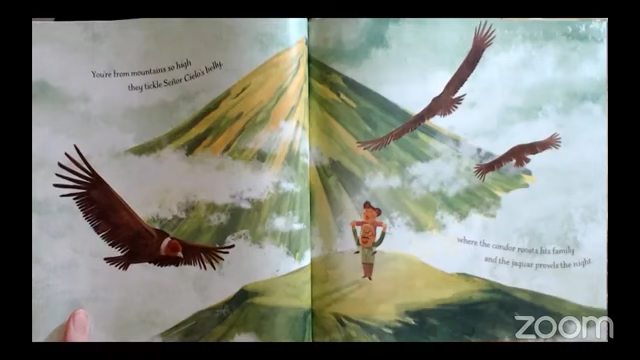 You're from mountains so high
they tickle Señor Cielo's belly.
where the condor roosts his family
and the jaguar prowls the night.
zoom